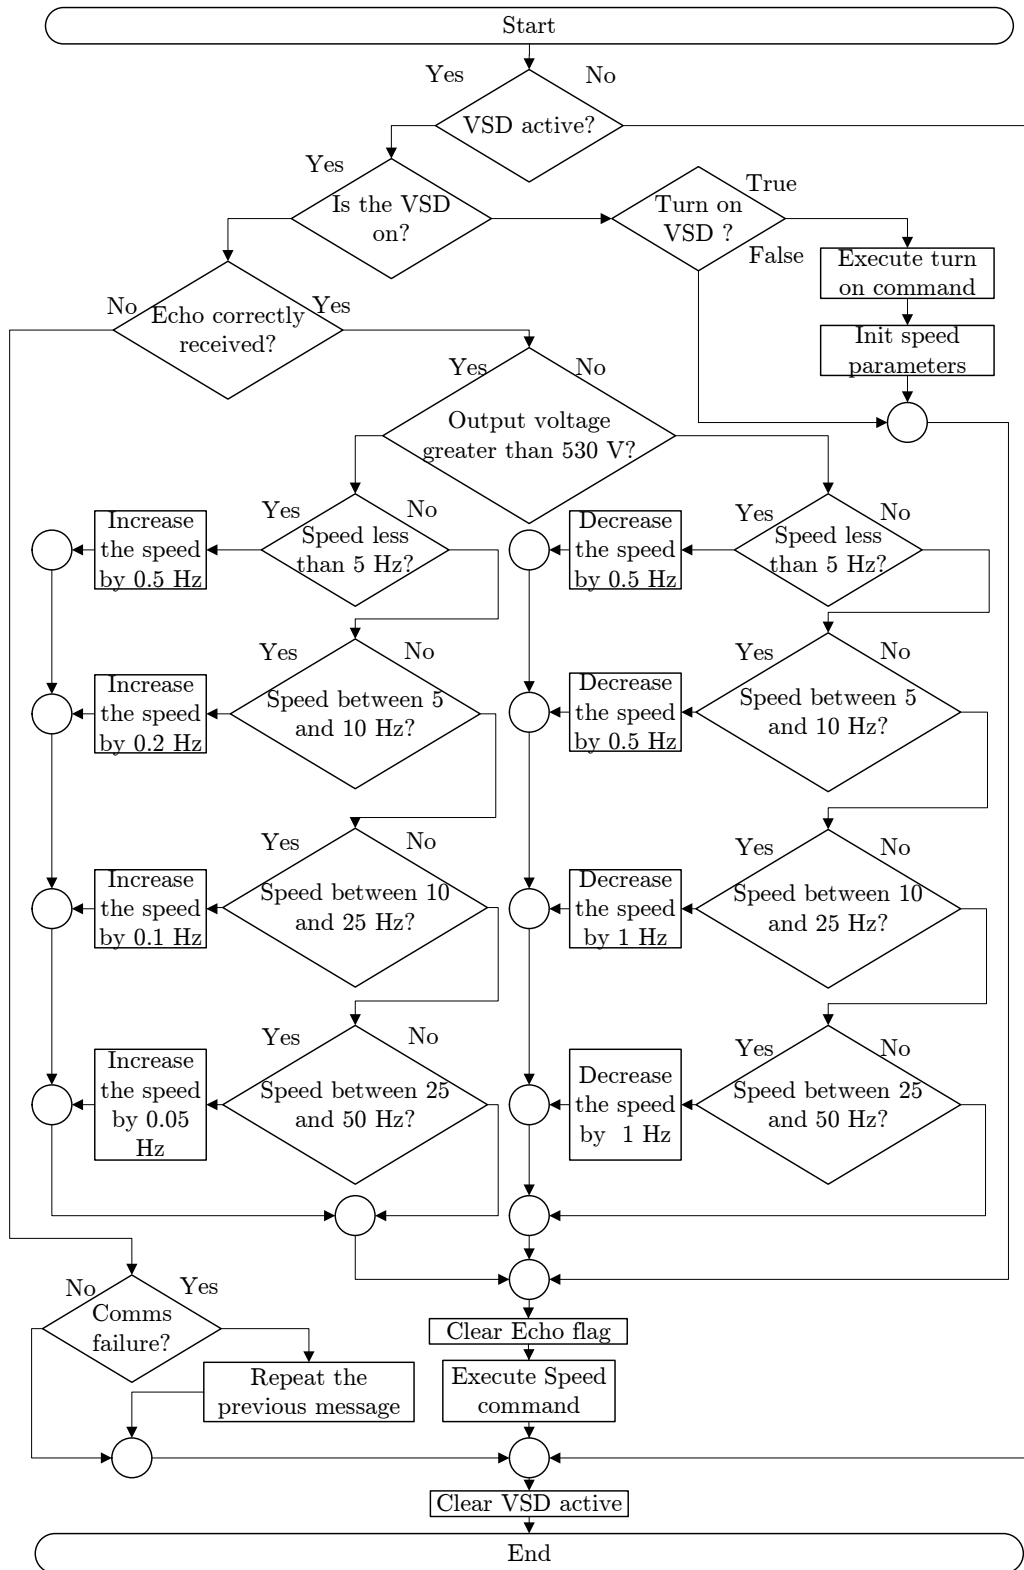 Start
Yes
No
VSD active?
Yes
Is the VSD
on?
Turn on
VSD ?
True
False
Execute turn
on command
Init speed
parameters
No
Yes
Echo correctly
received?
Yes
No
Output voltage
greater than 530 V?
Increase
the speed
by 0.5 Hz
Yes
No
Speed less
than 5 Hz?
Decrease
the speed
by 0.5 Hz
Yes
No
Speed less
than 5 Hz?
Increase
the speed
by 0.2 Hz
Yes
No
Speed between 5
and 10 Hz?
Decrease
the speed
by 0.5 Hz
Yes
No
Speed between 5
and 10 Hz?
Increase
the speed
by 0.1 Hz
Yes
No
Speed between 10
and 25 Hz?
Decrease
the speed
by 1 Hz
Yes
No
Speed between 10
and 25 Hz?
Increase
the speed
by 0.05
Hz
Yes
No
Speed between 25
and 50 Hz?
Decrease
the speed
by 1 Hz
Yes
No
Speed between 25
and 50 Hz?
No
Yes
Comms
failure?
Repeat the
previous message
Clear Echo flag
Execute Speed
command
Clear VSD active
End